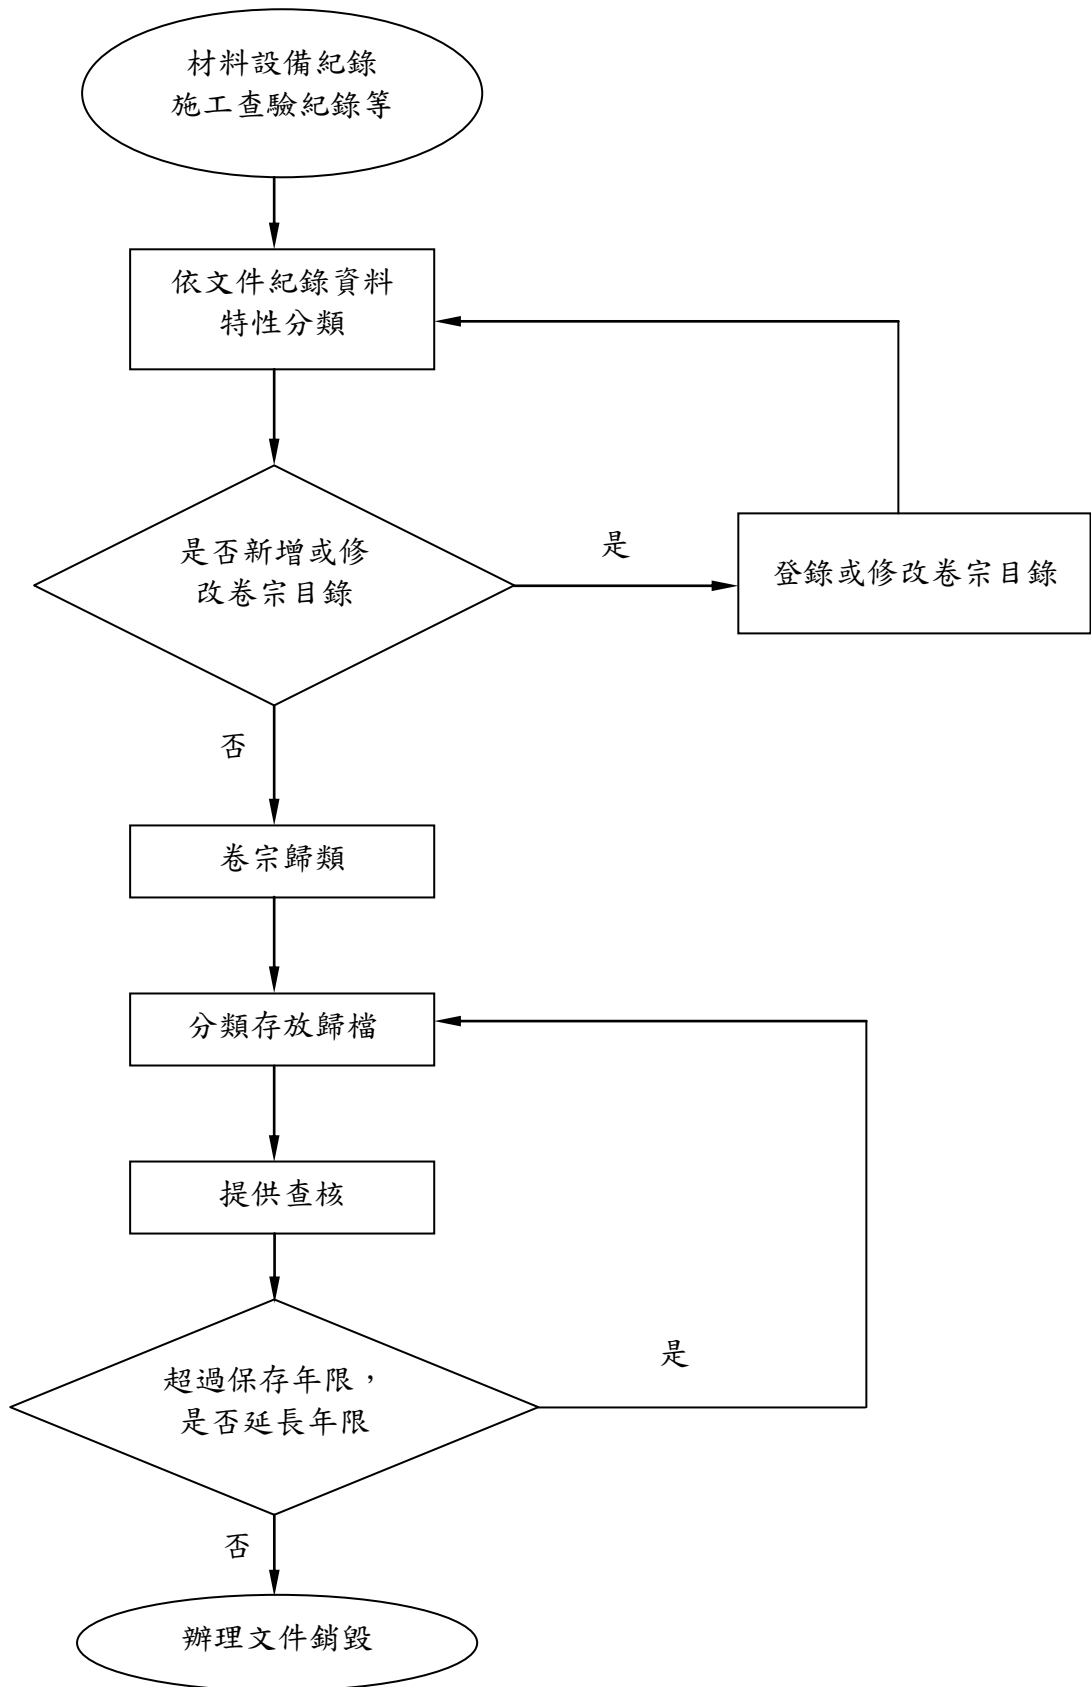 材料設備紀錄
施工查驗紀錄等
依文件紀錄資料
特性分類
是否新增或修
改卷宗目錄
是
登錄或修改卷宗目錄
否
卷宗歸類
分類存放歸檔
提供查核
超過保存年限，
是否延長年限
是
否
辦理文件銷毀